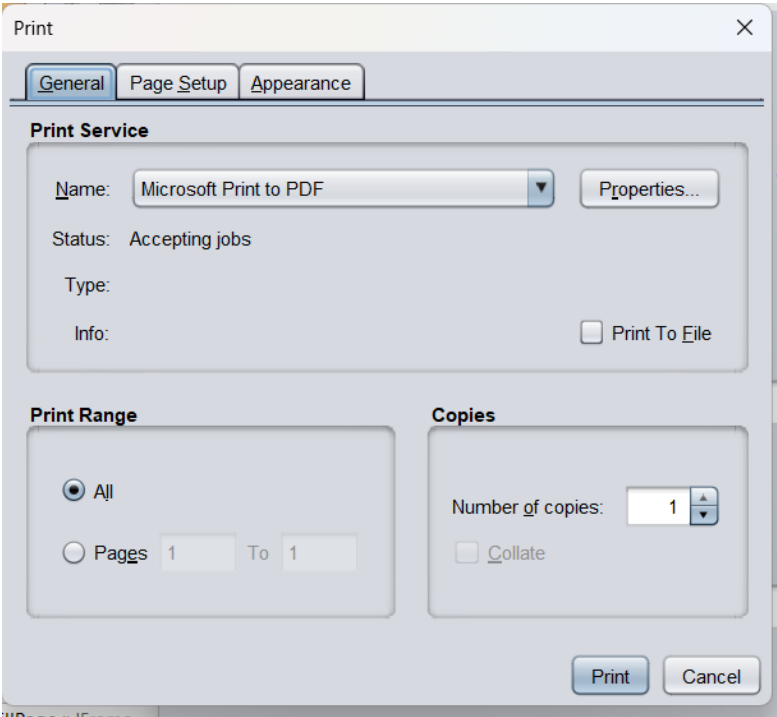 Print
General Page Setup Appearance
Print Service
Name: Microsoft Print to PDF Properties...
Status: Accepting jobs
Type:
Info: Print To File
Print Range Copies
All
Number of copies: 1
Pages 1 To 1 Collate
Print Cancel